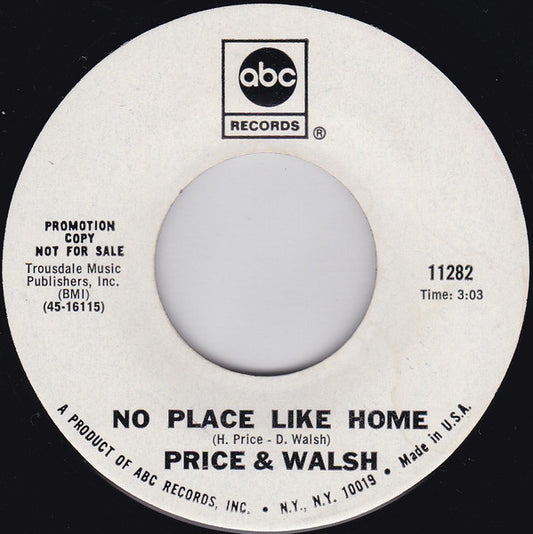 abc
RECORDS ®
PROMOTION
COPY
NOT FOR SALE
Trousdale Music
Publishers, Inc.
(BMI)
(45-16115)
11282
Time: 3:03
NO PLACE LIKE HOME
(H. Price - D. Walsh)
PRICE & WALSH
A PRODUCT OF ABC RECORDS, INC. • N.Y., N.Y. 10019 • Made in U.S.A.